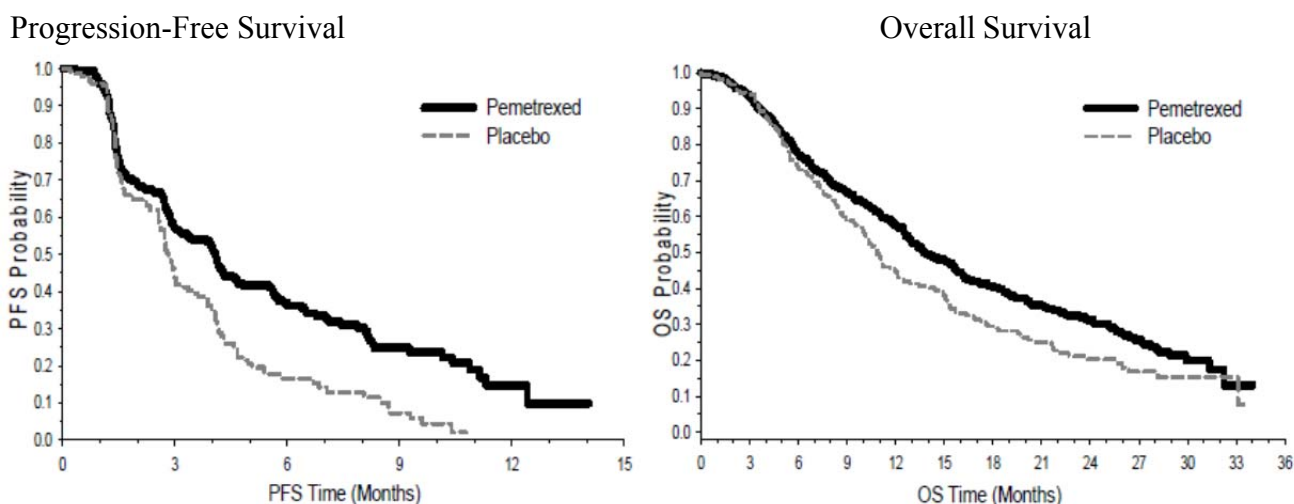 Progression-Free Survival
Overall Survival
PFS Probability
1.0
0.9
0.8
0.7
0.6
0.5
0.4
0.3
0.2
0.1
0.0
Pemetrexed
Placebo
0 3 6 9 12 15
PFS Time (Months)
OS Probability
1.0
0.9
0.8
0.7
0.6
0.5
0.4
0.3
0.2
0.1
0.0
Pemetrexed
Placebo
0 3 6 9 12 15 18 21 24 27 30 33 36
OS Time (Months)